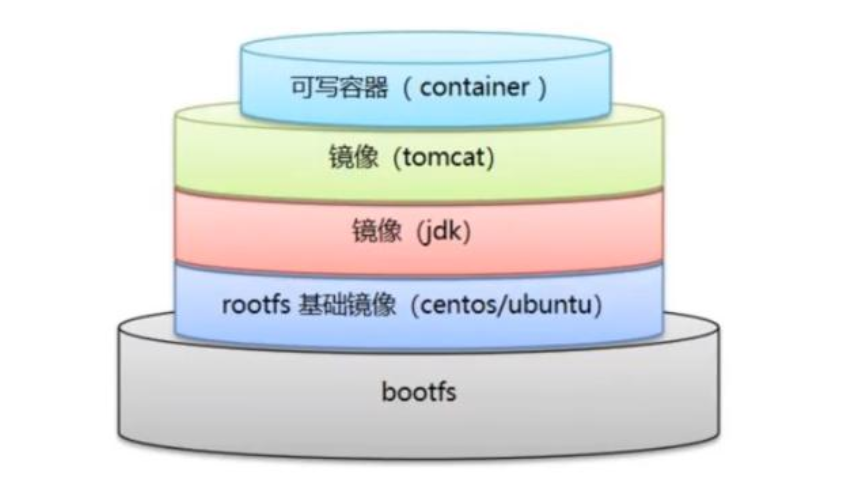 可写容器（container）
镜像（tomcat）
镜像（jdk）
rootfs 基础镜像（centos/ubuntu）
bootfs